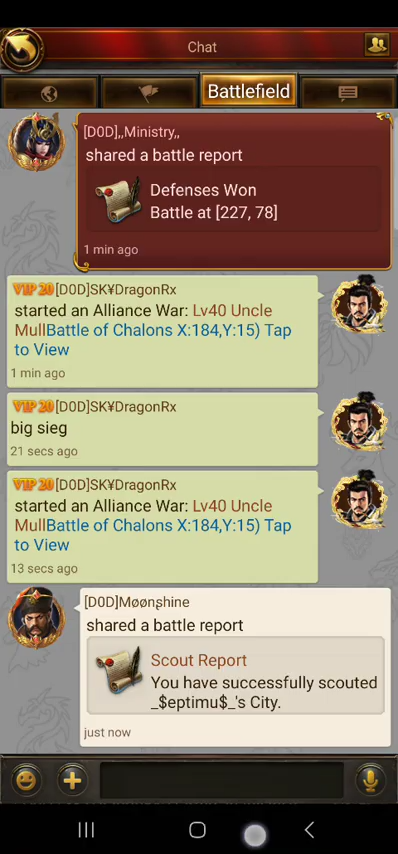 Chat
Battlefield
[D0D],,Ministry,,
shared a battle report
Defenses Won
Battle at [227, 78]
1 min ago
VIP 20 [D0D]SK¥DragonRx
started an Alliance War: Lv40 Uncle
MullBattle of Chalons X:184,Y:15) Tap
to View
1 min ago
VIP 20 [D0D]SK¥DragonRx
big sieg
21 secs ago
VIP 20 [D0D]SK¥DragonRx
started an Alliance War: Lv40 Uncle
MullBattle of Chalons X:184,Y:15) Tap
to View
13 secs ago
[D0D]Møønʂhine
shared a battle report
Scout Report
You have successfully scouted
_$eptimu$_'s City.
just now